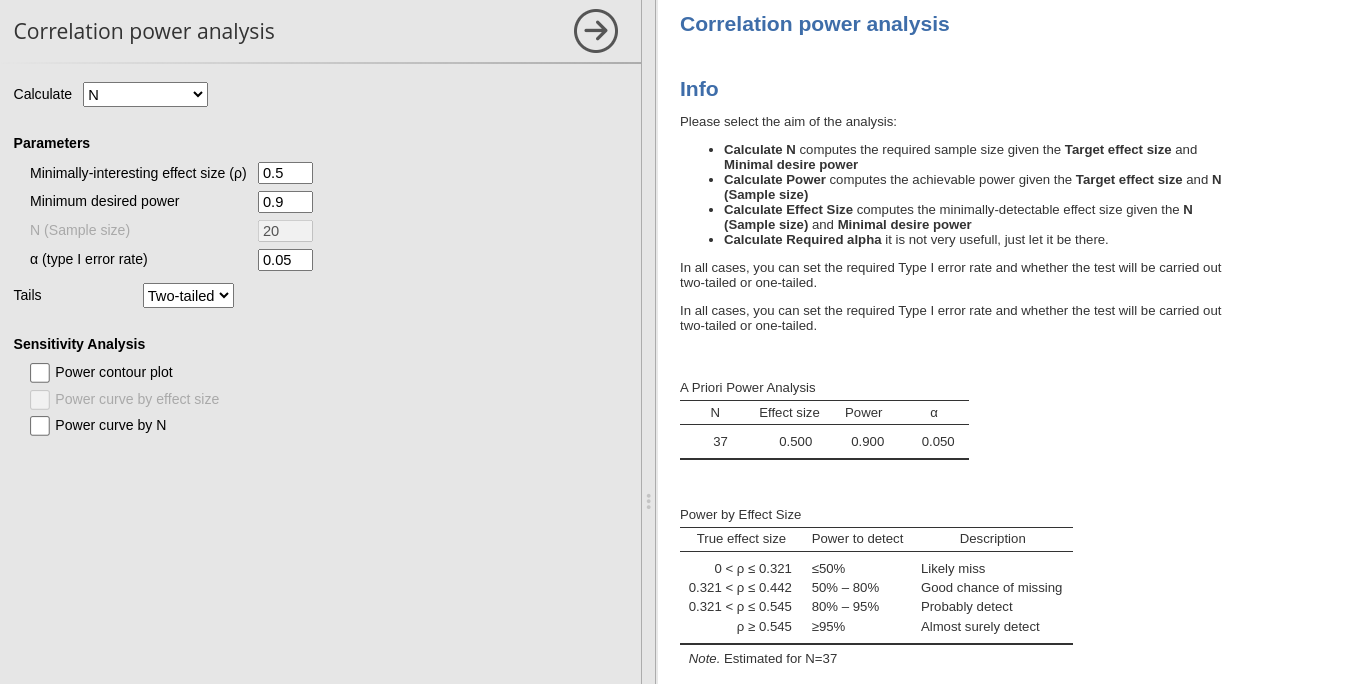 Correlation power analysis
Calculate N
Parameters
Minimally-interesting effect size (ρ) 0.5
Minimum desired power 0.9
N (Sample size) 20
α (type I error rate) 0.05
Tails Two-tailed
Sensitivity Analysis
Power contour plot
Power curve by effect size
Power curve by N
Correlation power analysis
Info
Please select the aim of the analysis:
• Calculate N computes the required sample size given the Target effect size and
Minimal desire power
• Calculate Power computes the achievable power given the Target effect size and N
(Sample size)
• Calculate Effect Size computes the minimally-detectable effect size given the N
(Sample size) and Minimal desire power
• Calculate Required alpha it is not very usefull, just let it be there.
In all cases, you can set the required Type I error rate and whether the test will be carried out
two-tailed or one-tailed.
In all cases, you can set the required Type I error rate and whether the test will be carried out
two-tailed or one-tailed.
A Priori Power Analysis
N Effect size Power α
37 0.500 0.900 0.050
Power by Effect Size
True effect size Power to detect Description
0 < ρ ≤ 0.321 ≤50% Likely miss
0.321 < ρ ≤ 0.442 50% – 80% Good chance of missing
0.321 < ρ ≤ 0.545 80% – 95% Probably detect
ρ ≥ 0.545 ≥95% Almost surely detect
Note. Estimated for N=37